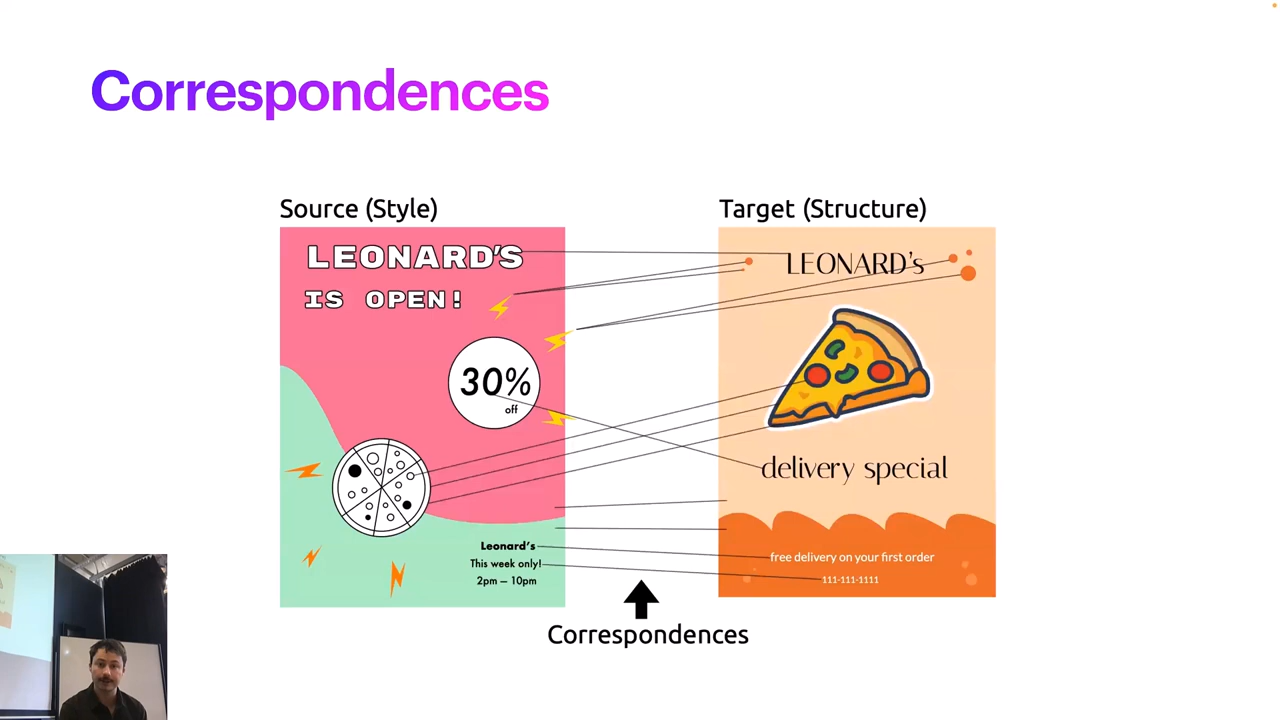 Correspondences
Source (Style)
LEONARD'S
IS OPEN!
30%
off
Leonard's
This week only!
2pm – 10pm
Target (Structure)
LEONARD's
delivery special
free delivery on your first order
111-111-1111
Correspondences